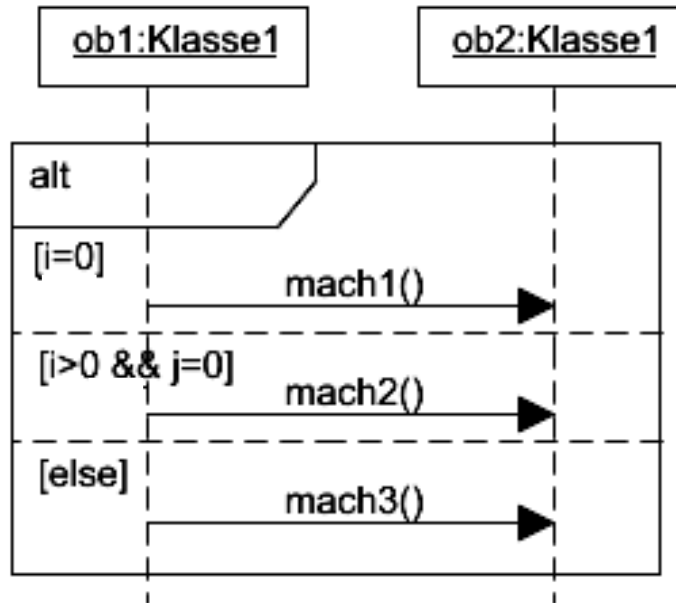 ob1:Klasse1 ob2:Klasse1
alt
[i=0]
mach1()
[i>0 && j=0]
mach2()
[else]
mach3()